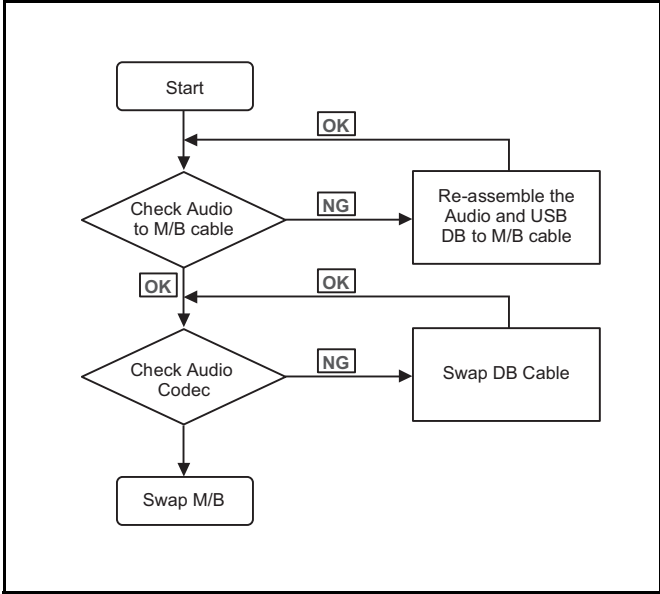 Start
OK
Check Audio
to M/B cable
NG
Re-assemble the
Audio and USB
DB to M/B cable
OK
OK
Check Audio
Codec
NG
Swap DB Cable
Swap M/B